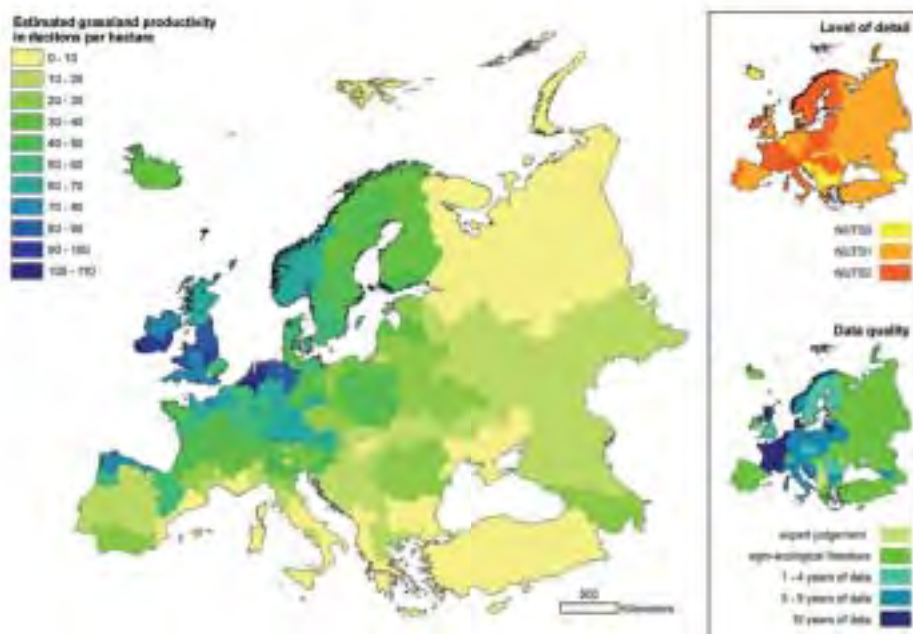 Estimated grassland productivity
in decitons per hectare
0 - 10
10 - 20
20 - 30
30 - 40
40 - 50
50 - 60
60 - 70
70 - 80
80 - 90
90 - 100
100 - 110
Level of detail
NUTS0
NUTS1
NUTS2
Data quality
expert judgement
agro-ecological literature
1 - 4 years of data
5 - 9 years of data
10 years of data
Kilometers